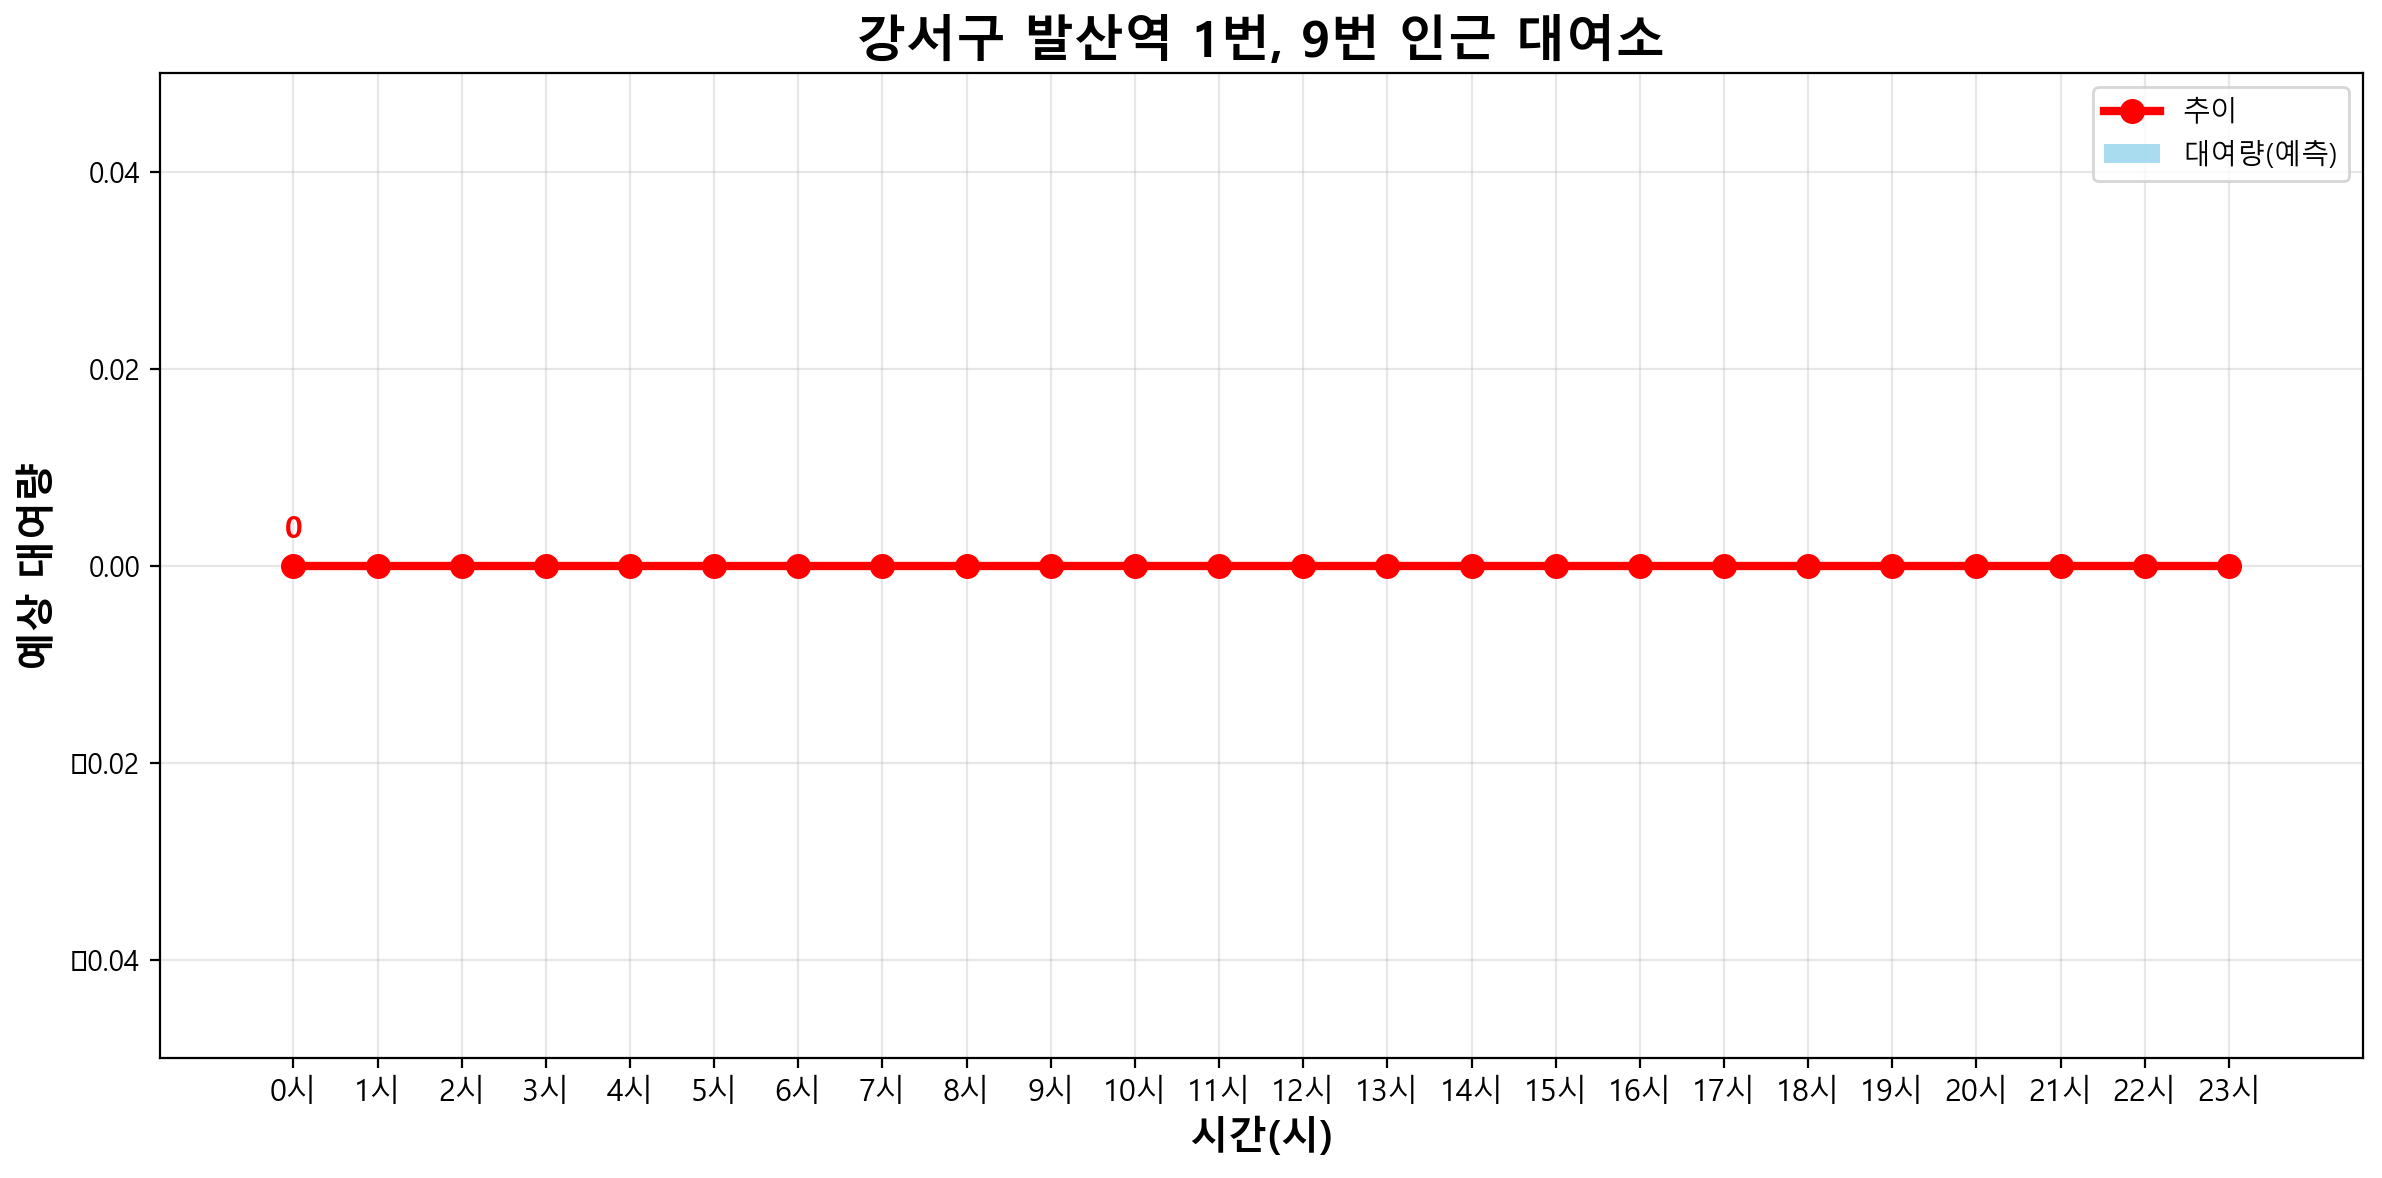 강서구 발산역 1번, 9번 인근 대여소
추이
대여량(예측)
예상 대여량
0.04
0.02
0.00
▯0.02
▯0.04
0
0시 1시 2시 3시 4시 5시 6시 7시 8시 9시 10시 11시 12시 13시 14시 15시 16시 17시 18시 19시 20시 21시 22시 23시
시간(시)